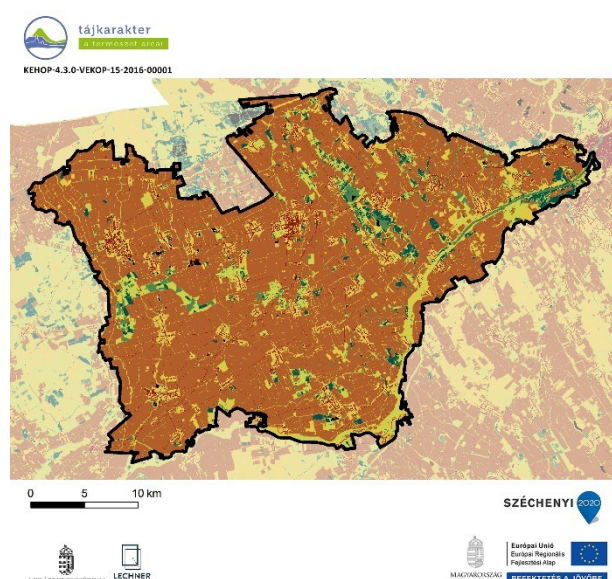 tájkarakter
a természet arcai
KEHOP-4.3.0-VEKOP-15-2016-00001
0 5 10 km
SZÉCHENYI 2020
LECHNER
MAGYARORSZÁG
Európai Unió
Európai Regionális
Fejlesztési Alap
BEFEKTETÉS A JÖVŐBE